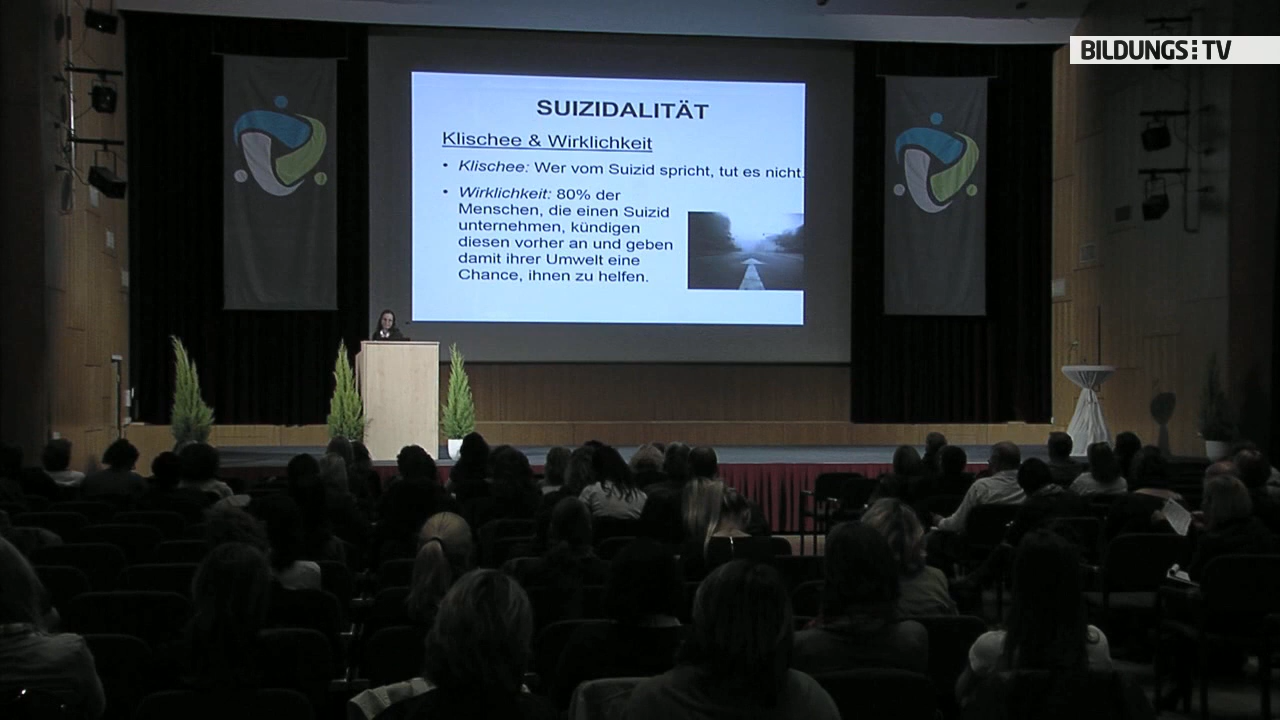 BILDUNGS TV
SUIZIDALITÄT
Klischee & Wirklichkeit
• Klischee: Wer vom Suizid spricht, tut es nicht.
• Wirklichkeit: 80% der
Menschen, die einen Suizid
unternehmen, kündigen
diesen vorher an und geben
damit ihrer Umwelt eine
Chance, ihnen zu helfen.